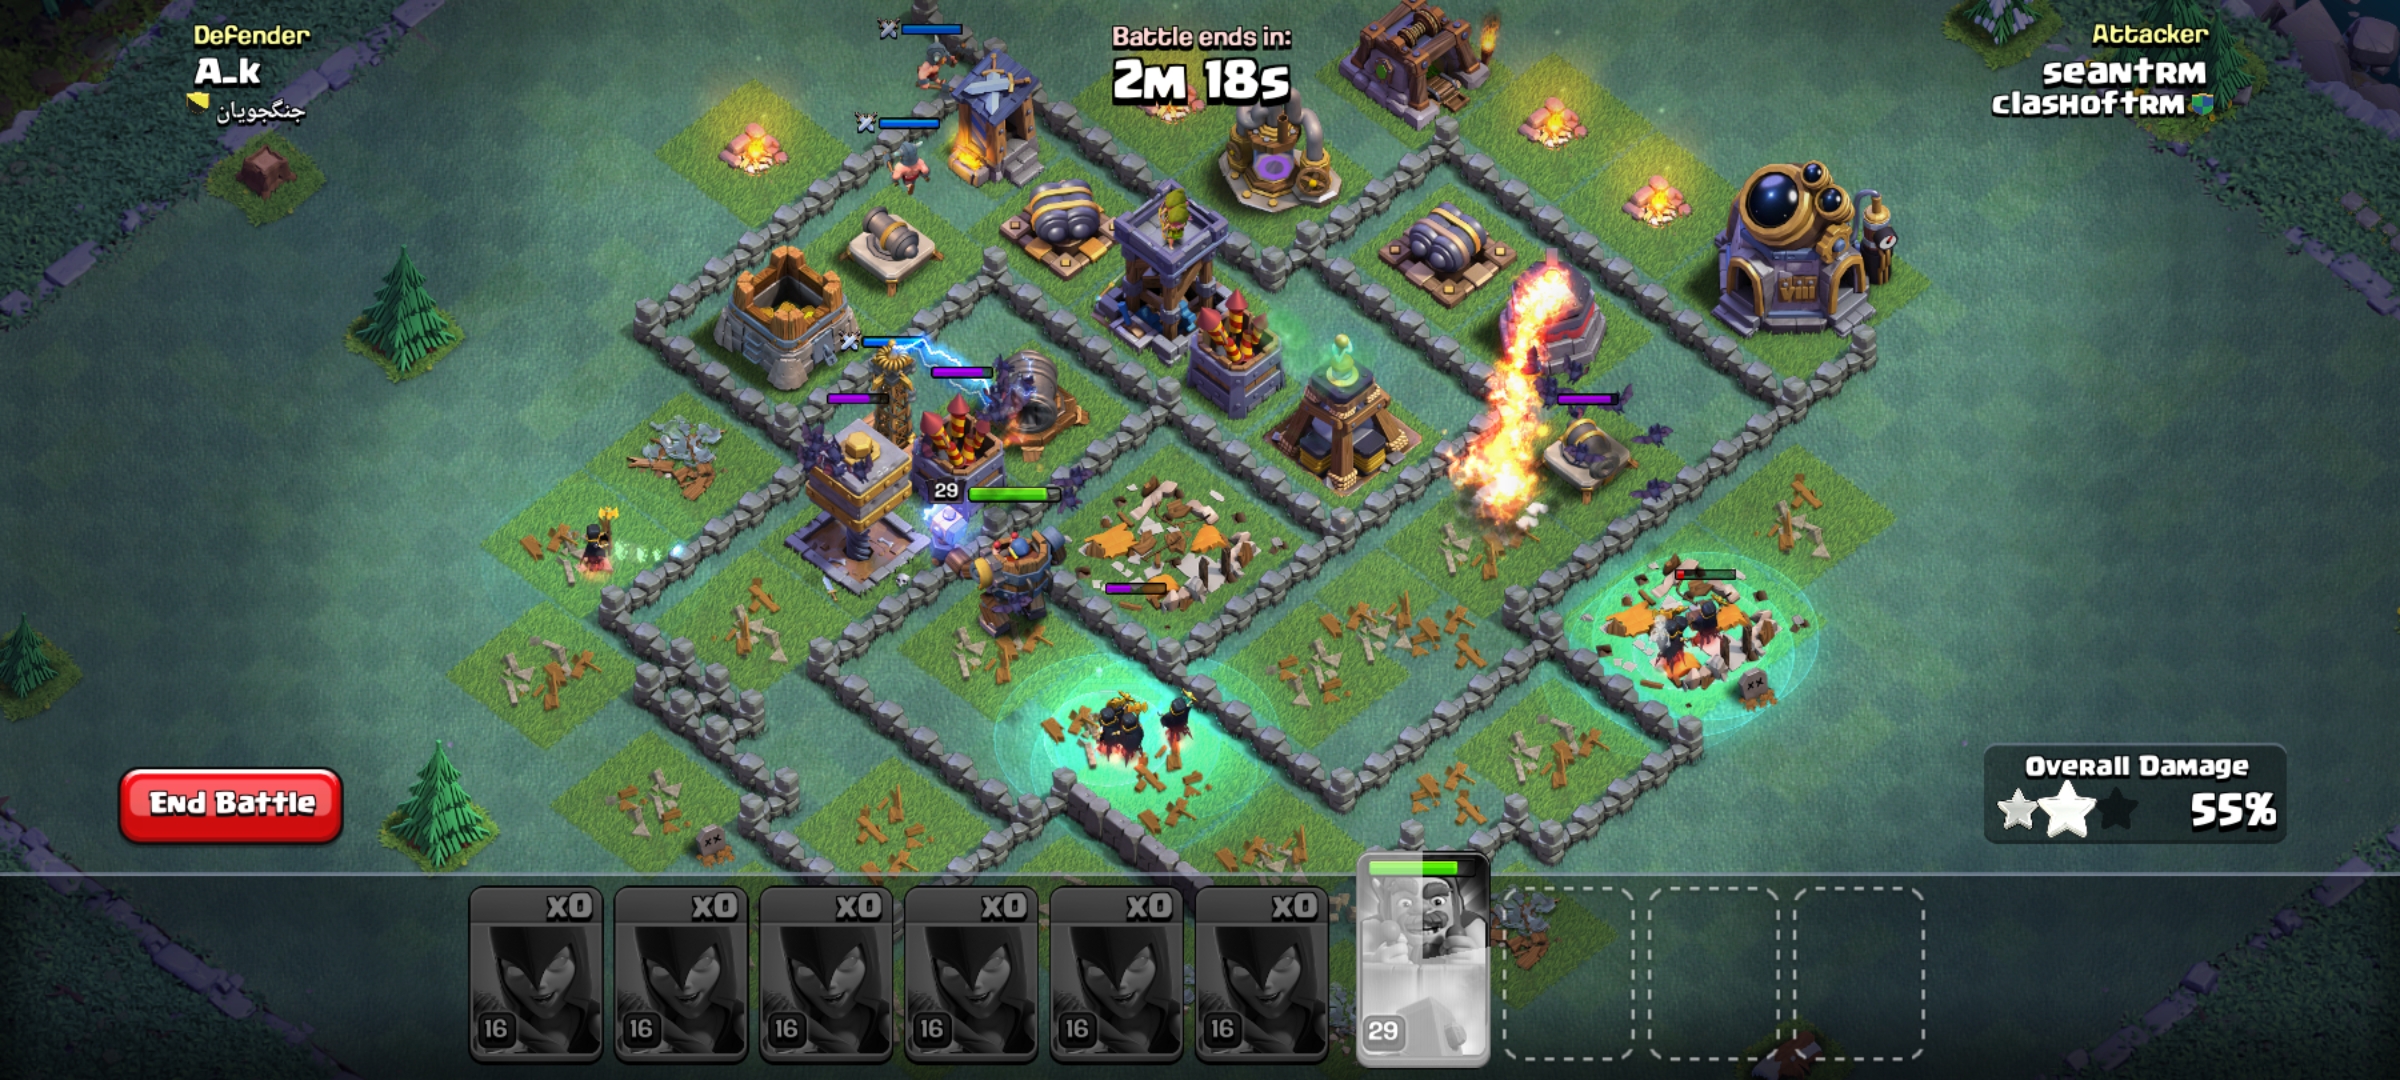 Defender
A_k
جنگجویان
Battle ends in:
2M 18s
Attacker
seantRM
clashoftRM
VIII
29
End Battle
Overall Damage
55%
x0
x0
x0
x0
x0
x0
16
16
16
16
16
16
29